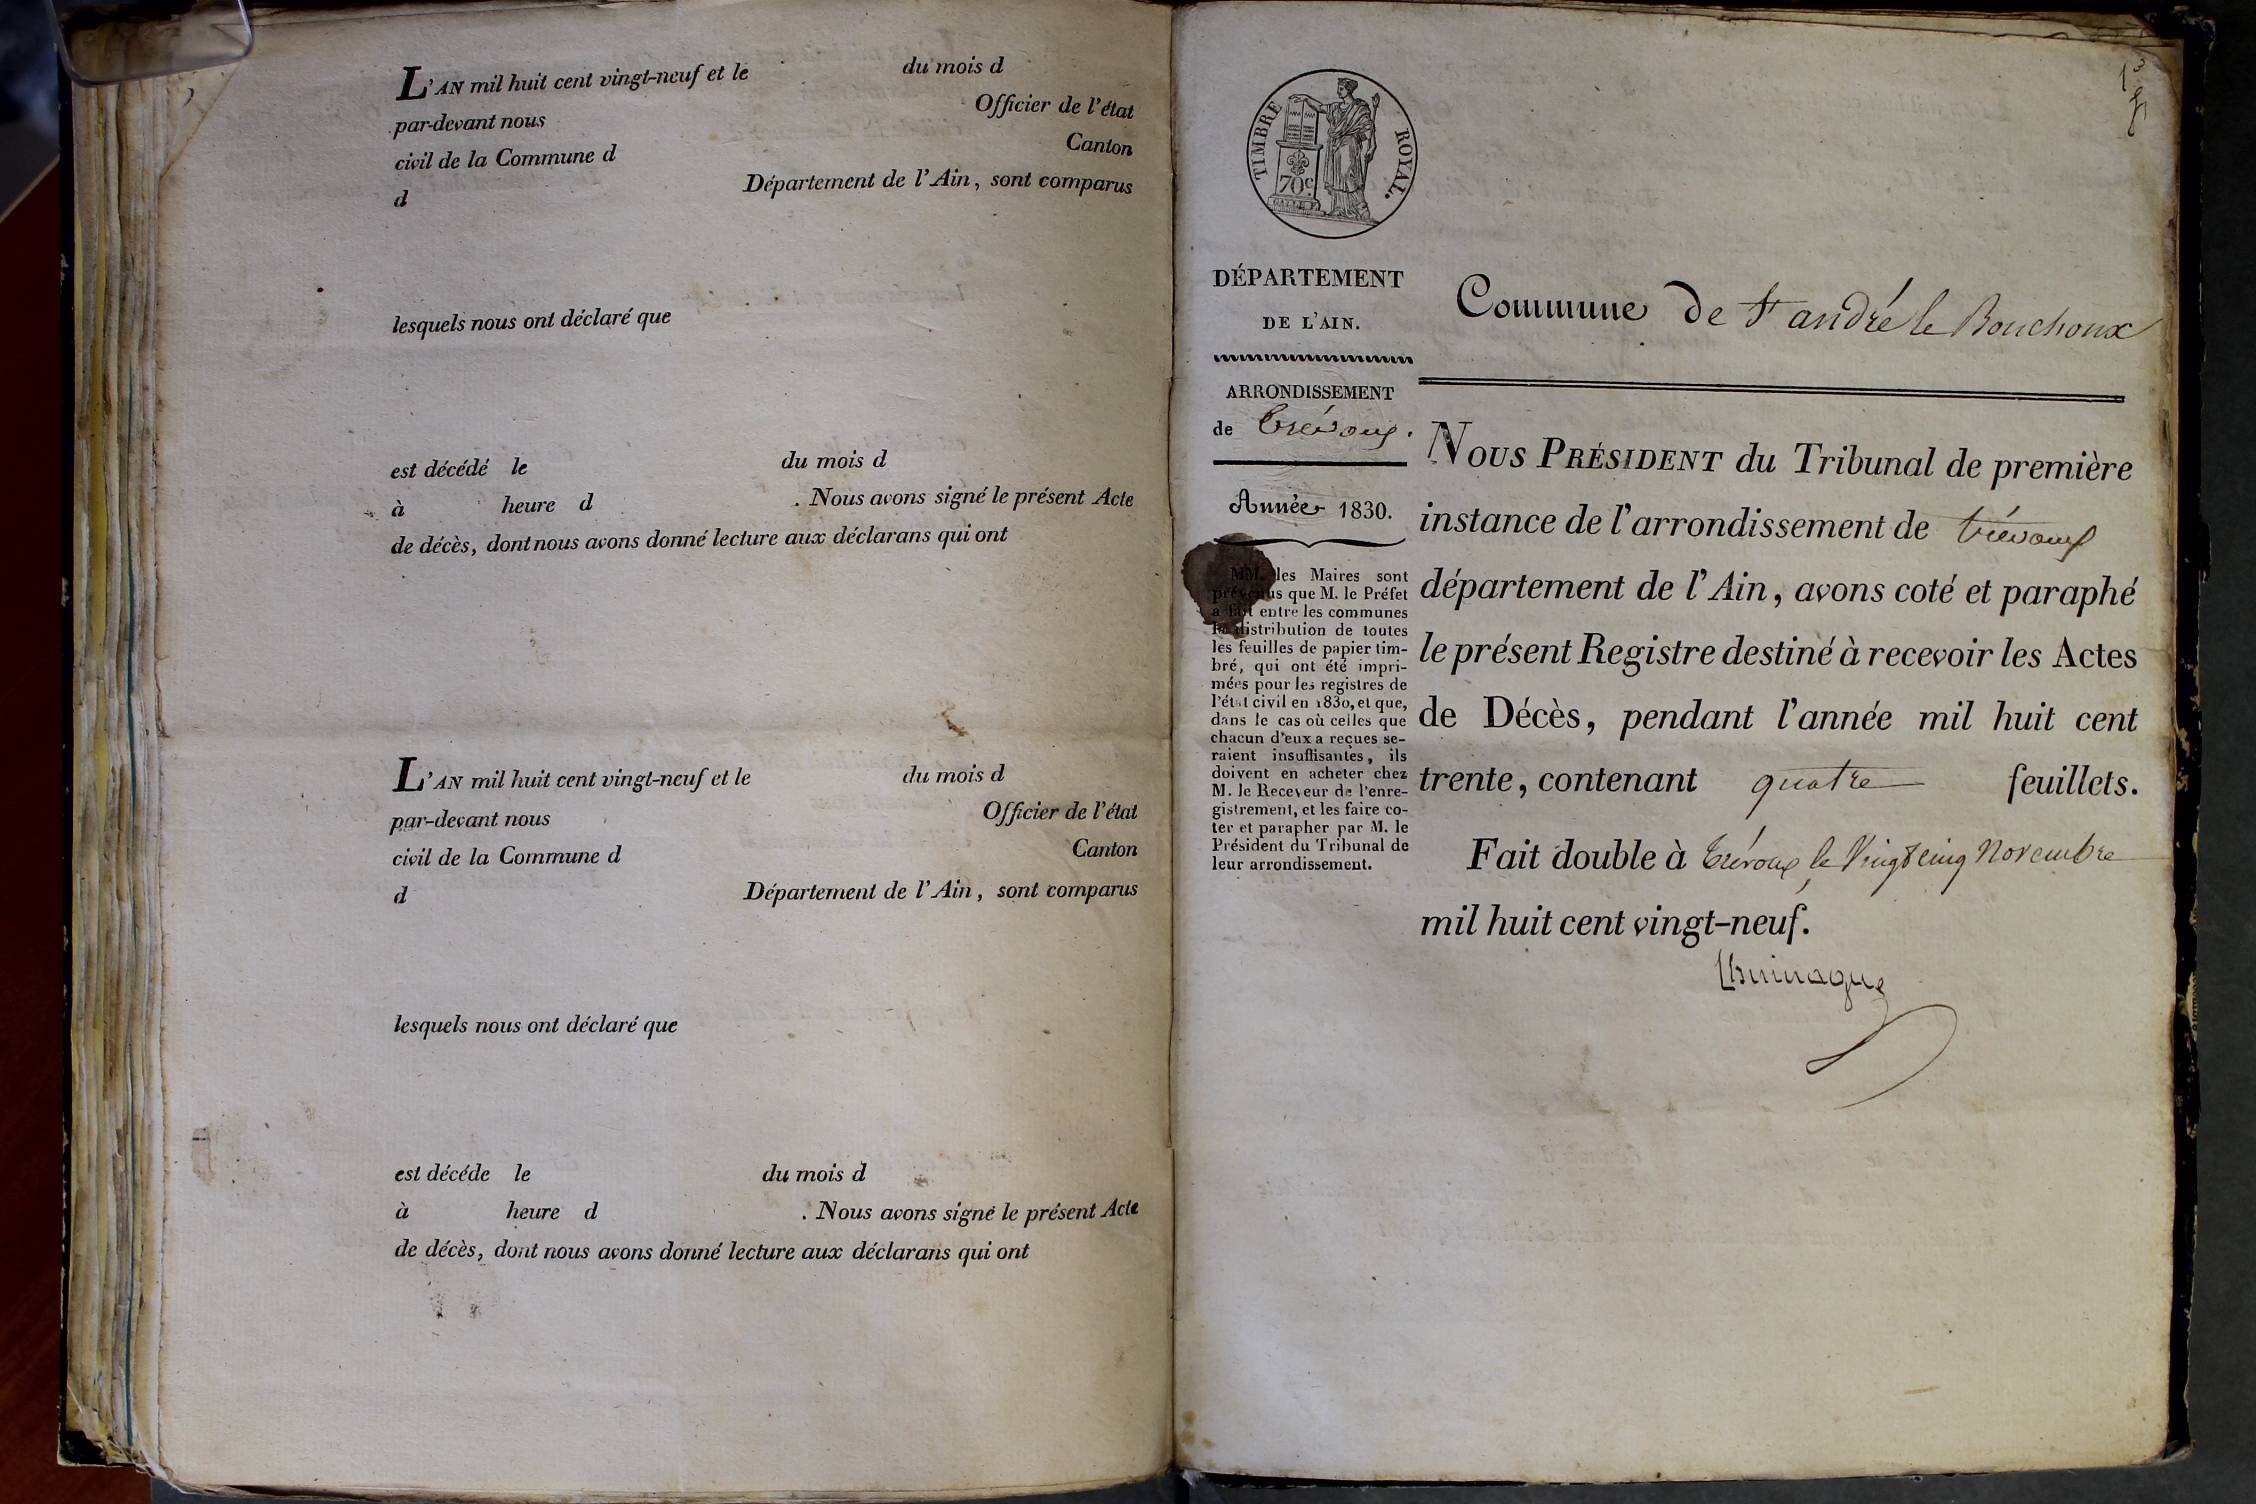 L'AN mil huit cent vingt-neuf et le du mois d
par-devant nous Officier de l'état
civil de la Commune d Canton
d Département de l'Ain, sont comparus
lesquels nous ont déclaré que
est décédé le du mois d
à heure d . Nous avons signé le présent Acte
de décès, dont nous avons donné lecture aux déclarans qui ont
L'AN mil huit cent vingt-neuf et le du mois d
par-devant nous Officier de l'état
civil de la Commune d Canton
d Département de l'Ain, sont comparus
lesquels nous ont déclaré que
est décéde le du mois d
à heure d . Nous avons signé le présent Acte
de décès, dont nous avons donné lecture aux déclarans qui ont
TIMBRE ROYAL.
70c.
DÉPARTEMENT
DE L'AIN.
ARRONDISSEMENT
de trévoux.
Année 1830.
MM. les Maires sont
prévenus que M. le Préfet
a fait entre les communes
la distribution de toutes
les feuilles de papier tim-
bré, qui ont été impri-
mées pour les registres de
l'état civil en 1830, et que,
dans le cas où celles que
chacun d'eux a reçues se-
raient insuffisantes, ils
doivent en acheter chez
M. le Receveur de l'enre-
gistrement, et les faire co-
ter et parapher par M. le
Président du Tribunal de
leur arrondissement.
Commune de St andré le Bouchoux
NOUS PRÉSIDENT du Tribunal de première
instance de l'arrondissement de trévoux
département de l'Ain, avons coté et paraphé
le présent Registre destiné à recevoir les Actes
de Décès, pendant l'année mil huit cent
trente, contenant quatre feuillets.
Fait double à trévoux, le Vingt cinq Novembre
mil huit cent vingt-neuf.